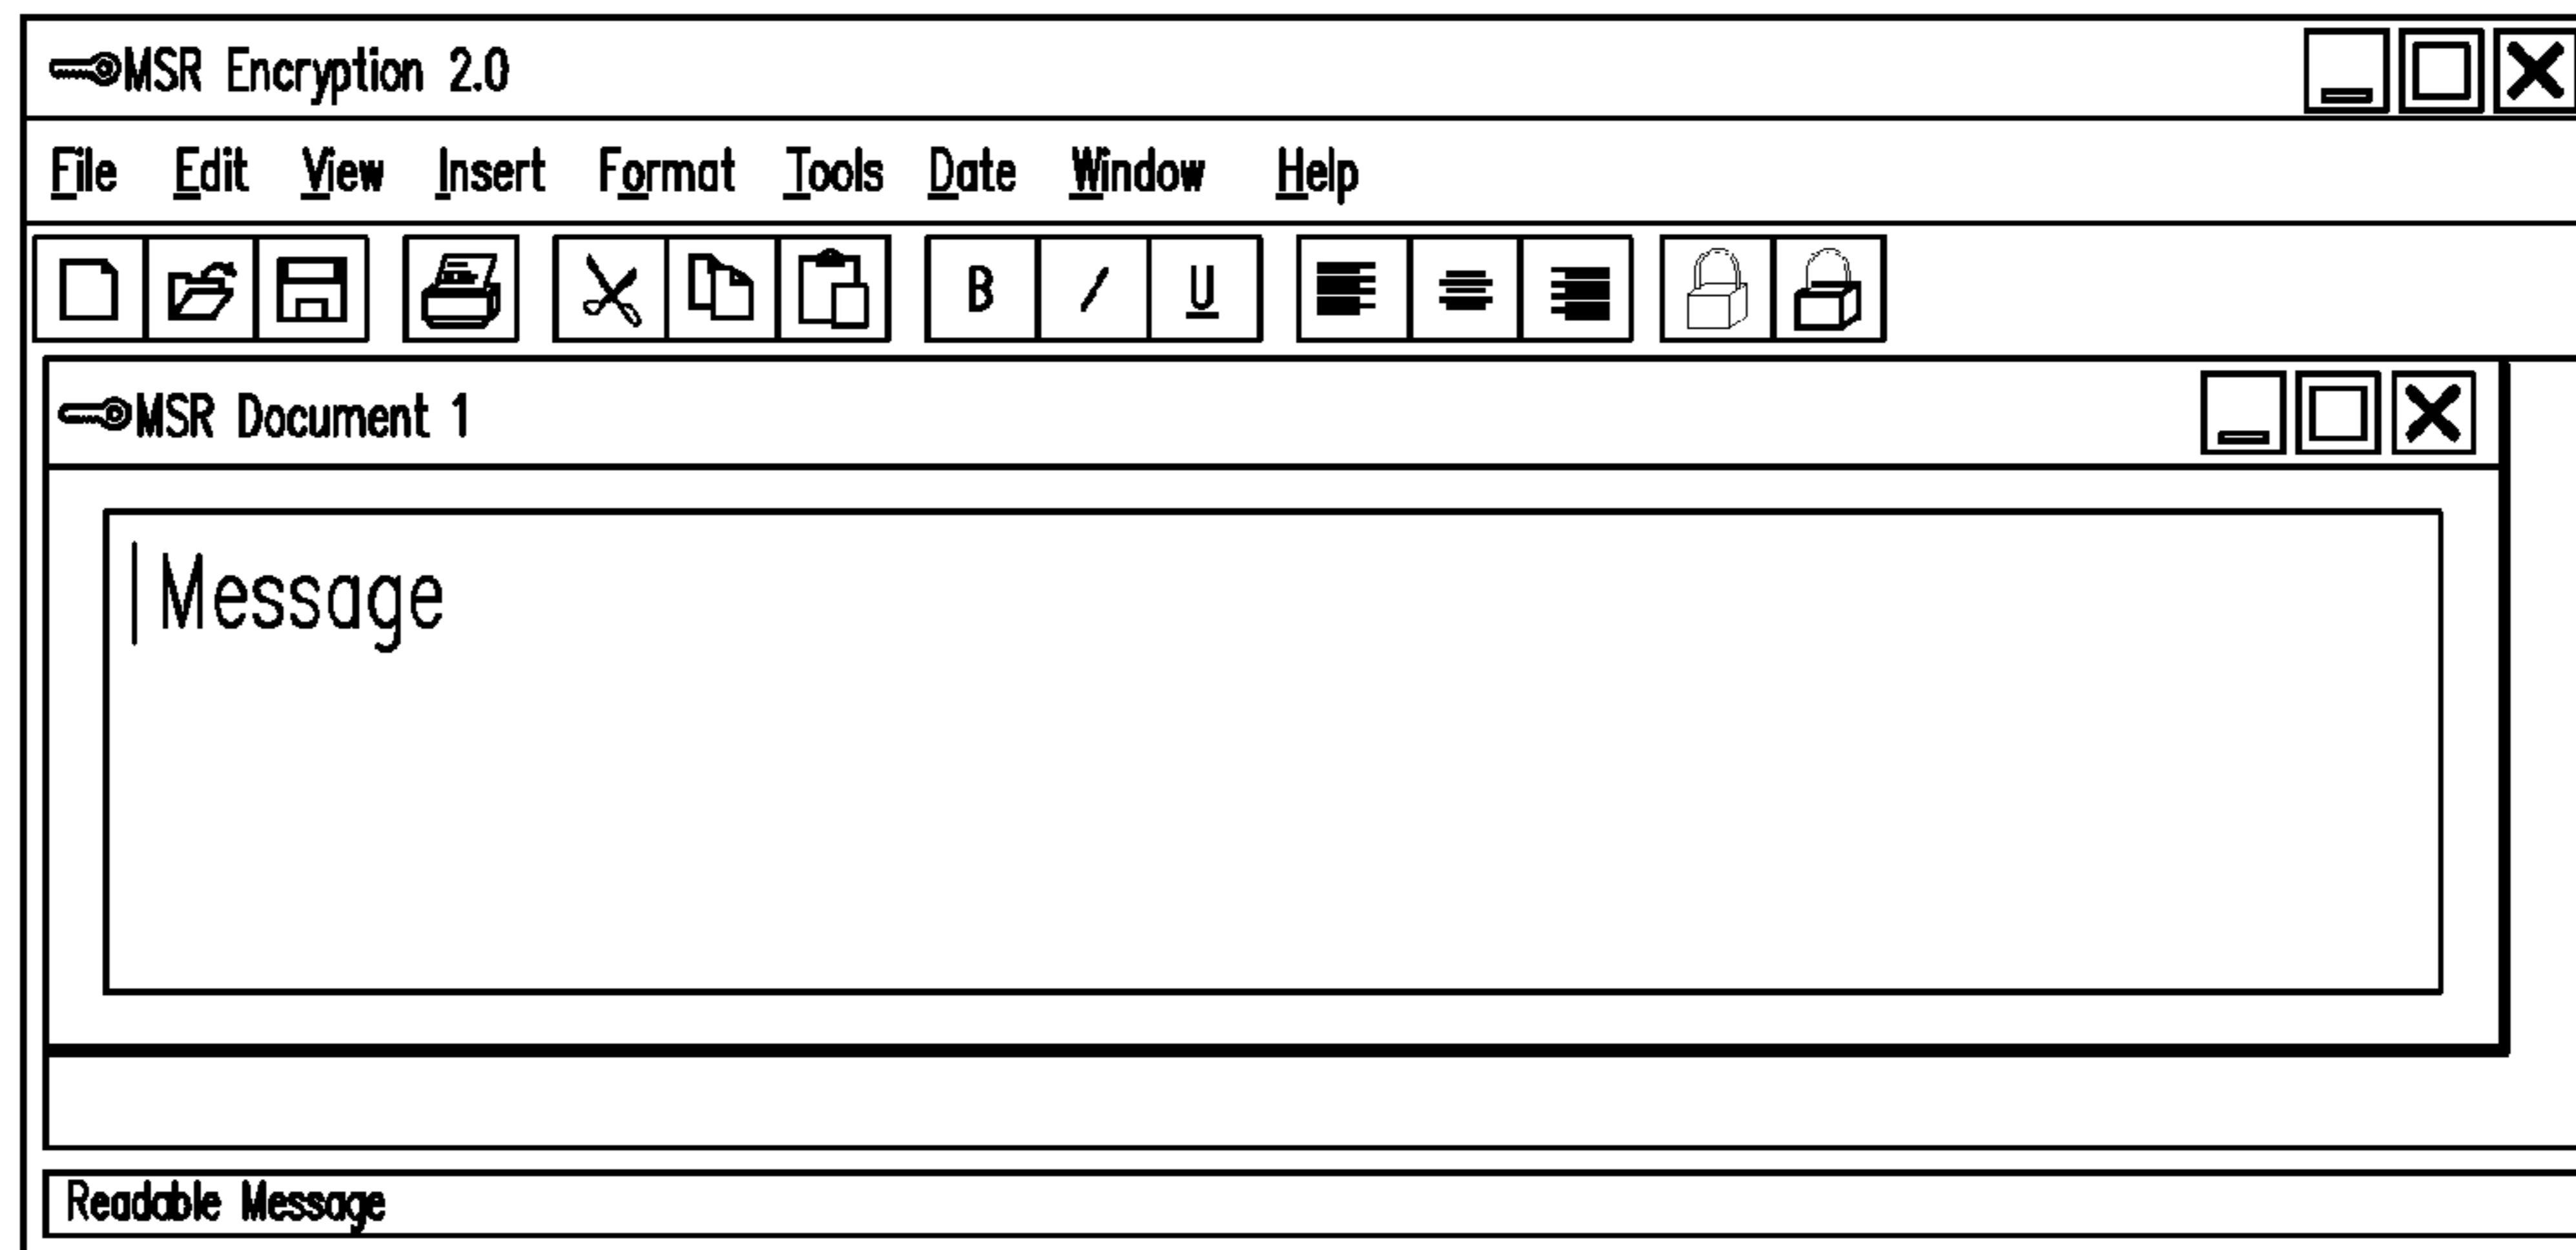 MSR Encryption 2.0
File Edit View Insert Format Tools Date Window Help
B / U
MSR Document 1
Message
Readable Message